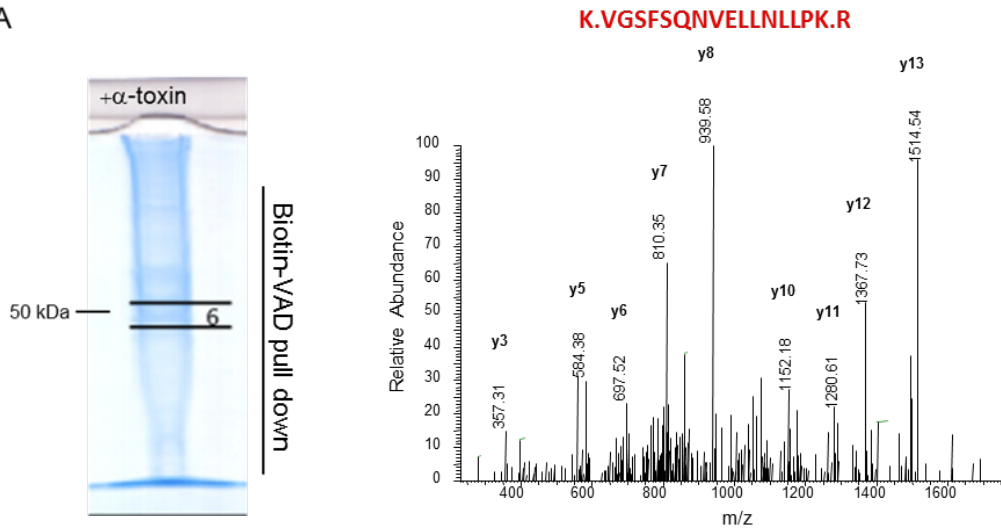 A
+α-toxin
50 kDa
6
Biotin-VAD pull down
K.VGSFSQNVELLNLLPK.R
y8
y13
939.58
1514.54
y7
810.35
y12
1367.73
y5
584.38
y6
697.52
y10
1152.18
y11
1280.61
y3
357.31
Relative Abundance
100
90
80
70
60
50
40
30
20
10
0
400 600 800 1000 1200 1400 1600
m/z